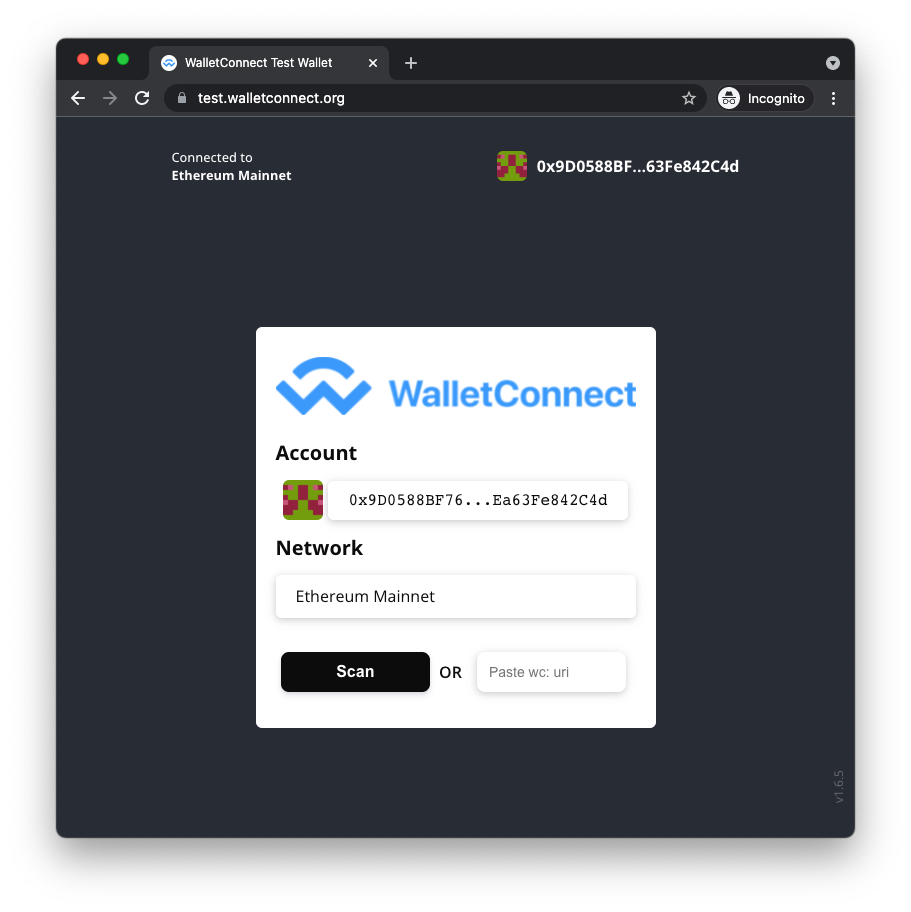 WalletConnect Test Wallet
test.walletconnect.org
Incognito
Connected to
Ethereum Mainnet
0x9D0588BF...63Fe842C4d
WalletConnect
Account
0x9D0588BF76...Ea63Fe842C4d
Network
Ethereum Mainnet
Scan OR Paste wc: uri
v1.6.5